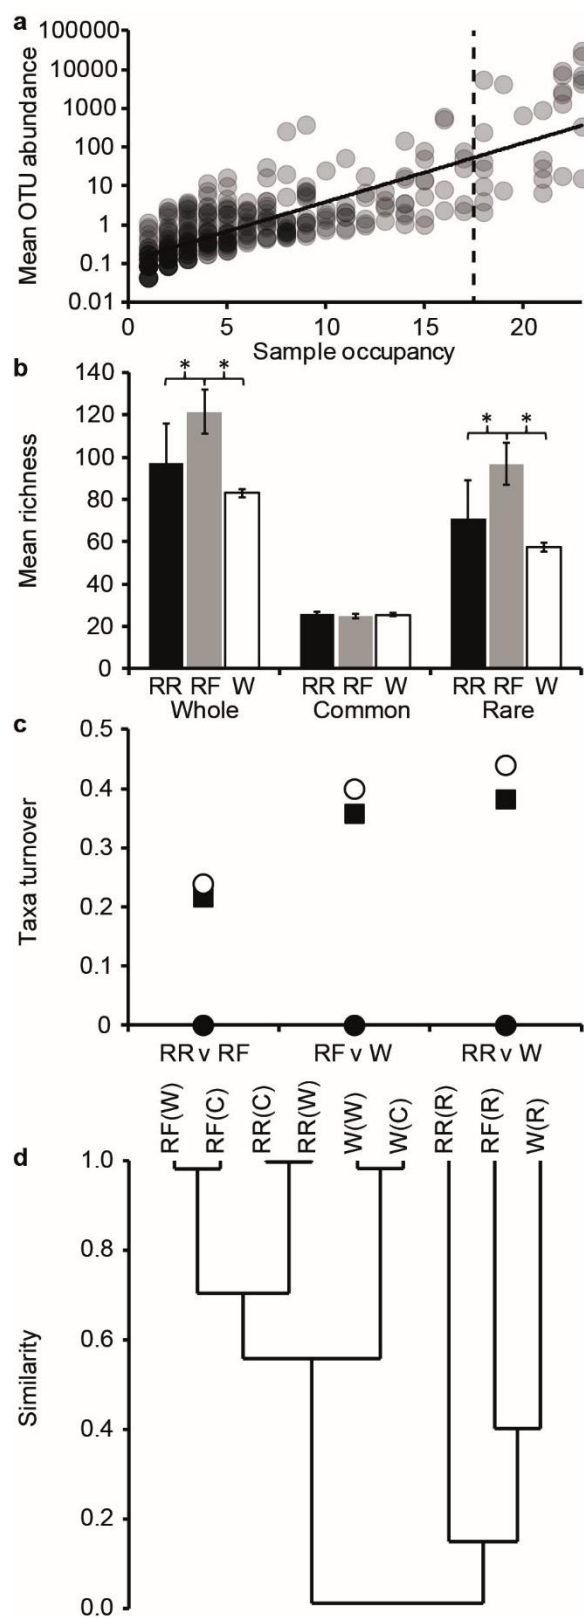 a
Mean OTU abundance
100000
10000
1000
100
10
1
0.1
0.01
0 5 10 15 20
Sample occupancy
b
Mean richness
140
120
100
80
60
40
20
0
* *
* *
RR RF W RR RF W RR RF W
Whole Common Rare
c
Taxa turnover
0.5
0.4
0.3
0.2
0.1
0
RR v RF RF v W RR v W
RF(W) RF(C) RR(C) RR(W) W(W) W(C) RR(R) RF(R) W(R)
d
Similarity
1.0
0.8
0.6
0.4
0.2
0.0